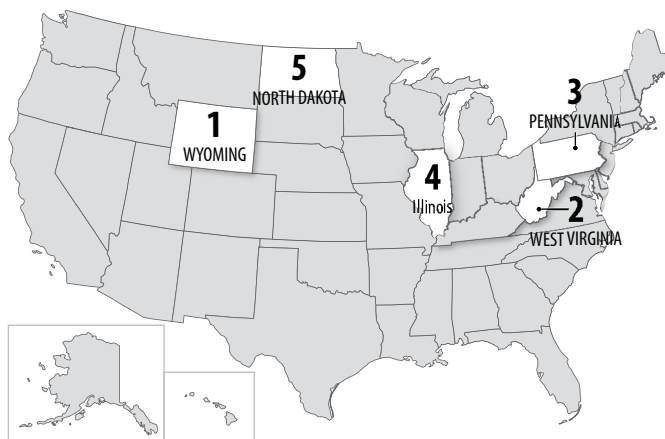 5
NORTH DAKOTA
1
WYOMING
3
PENNSYLVANIA
4
Illinois
2
WEST VIRGINIA